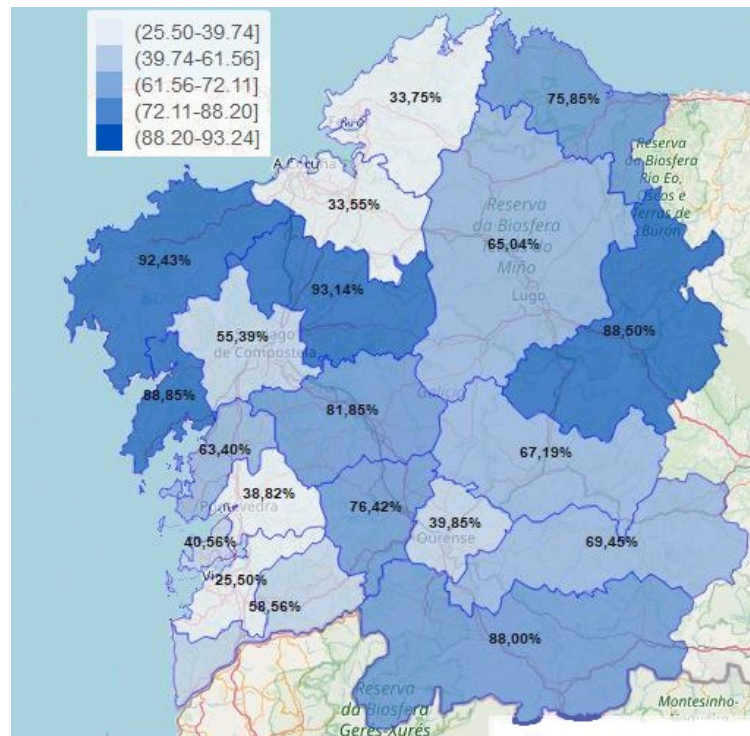 (25.50-39.74]
(39.74-61.56]
(61.56-72.11]
(72.11-88.20]
(88.20-93.24]
33,75%
75,85%
Reserva
da Biosfera
Río Eo,
Oscos e
Terras de
Burón
A Coruña
33,55%
Reserva
da Biosfera
65,04%
Miño
Lugo
92,43%
93,14%
88,50%
55,39%
de Compostela
88,85%
81,85%
Galicia
63,40%
67,19%
38,82%
Pontevedra
76,42%
39,85%
Ourense
40,56%
69,45%
25,50%
58,56%
88,00%
Reserva
da Biosfera
Gerês-Xurés
Montesinho-